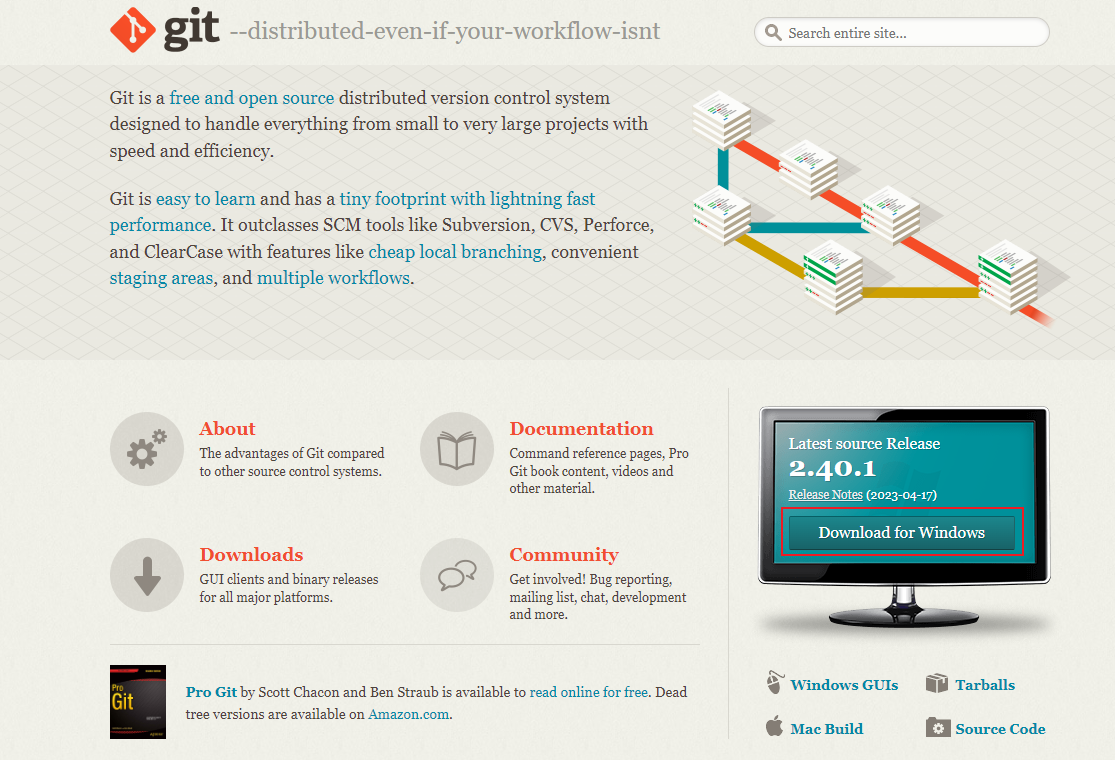 git --distributed-even-if-your-workflow-isnt
Search entire site...
Git is a free and open source distributed version control system
designed to handle everything from small to very large projects with
speed and efficiency.
Git is easy to learn and has a tiny footprint with lightning fast
performance. It outclasses SCM tools like Subversion, CVS, Perforce,
and ClearCase with features like cheap local branching, convenient
staging areas, and multiple workflows.
About
The advantages of Git compared
to other source control systems.
Documentation
Command reference pages, Pro
Git book content, videos and
other material.
Downloads
GUI clients and binary releases
for all major platforms.
Community
Get involved! Bug reporting,
mailing list, chat, development
and more.
Latest source Release
2.40.1
Release Notes (2023-04-17)
Download for Windows
Pro
Git
Pro Git by Scott Chacon and Ben Straub is available to read online for free. Dead
tree versions are available on Amazon.com.
Windows GUIs
Tarballs
Mac Build
Source Code